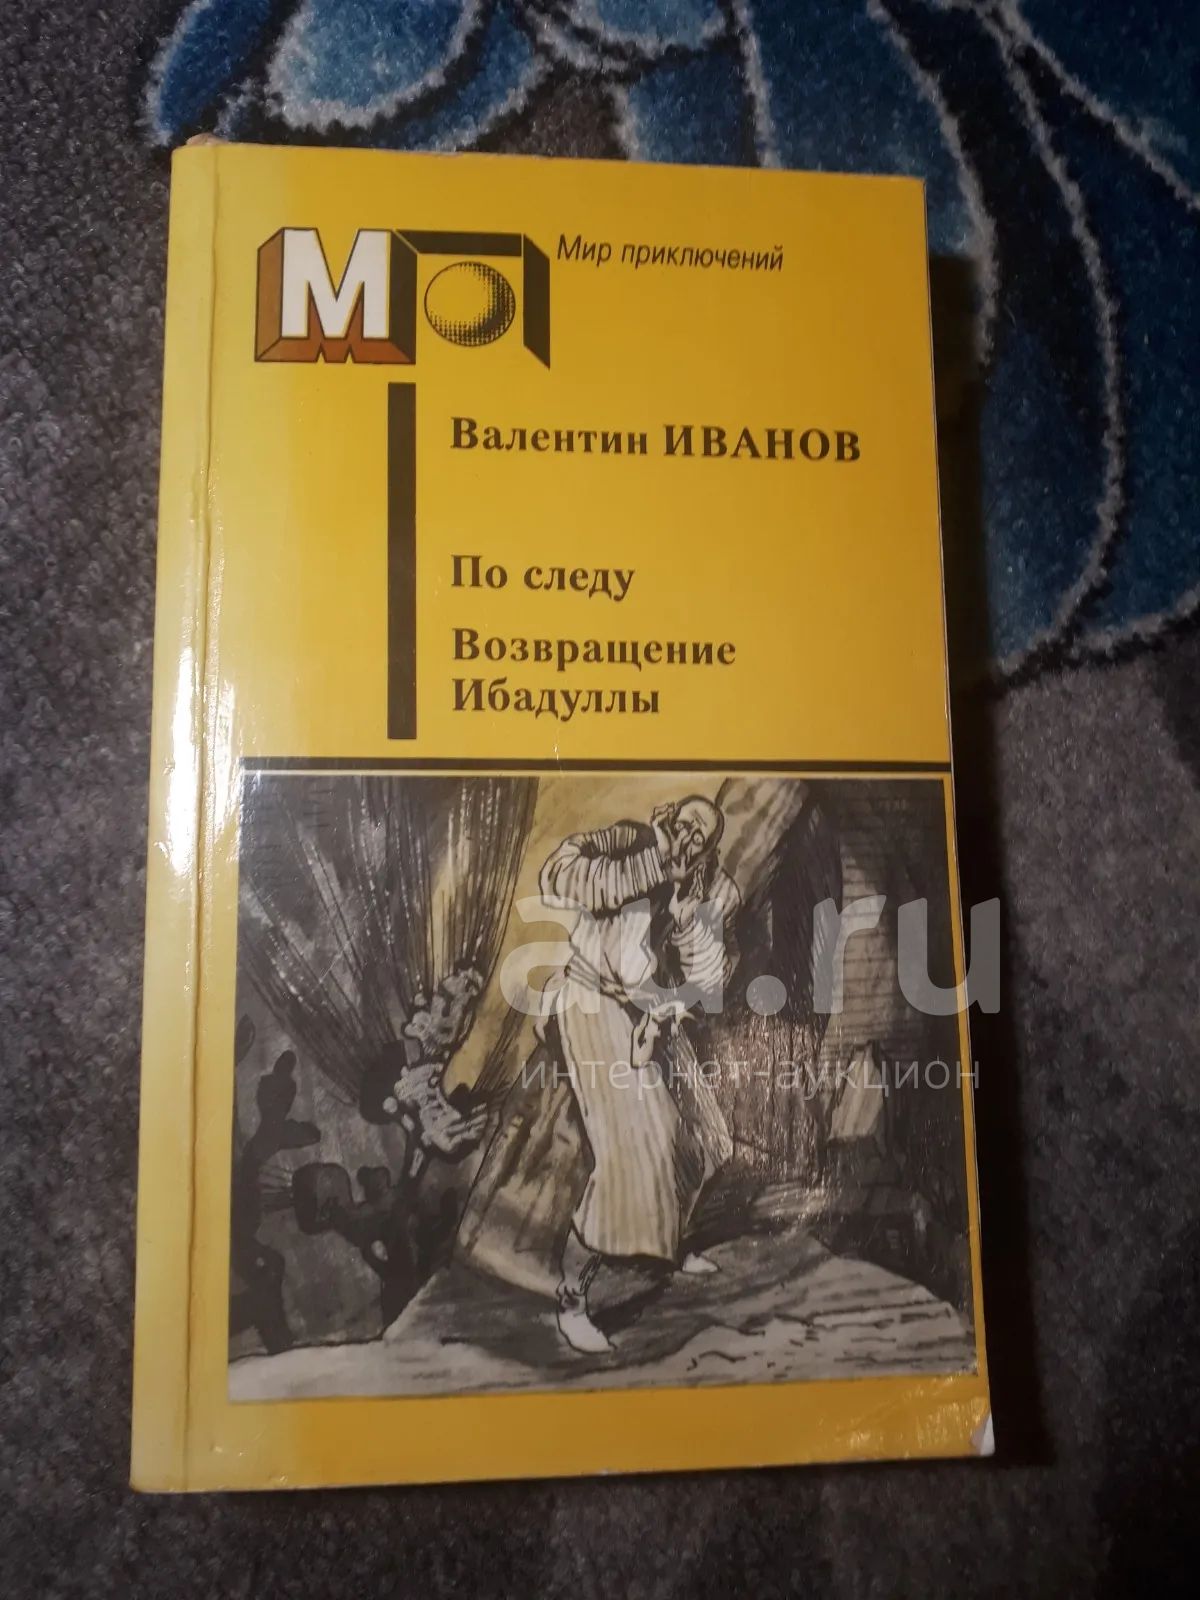 М
Мир приключений
Валентин ИВАНОВ
По следу
Возвращение
Ибадуллы
au.ru
интернет-аукцион